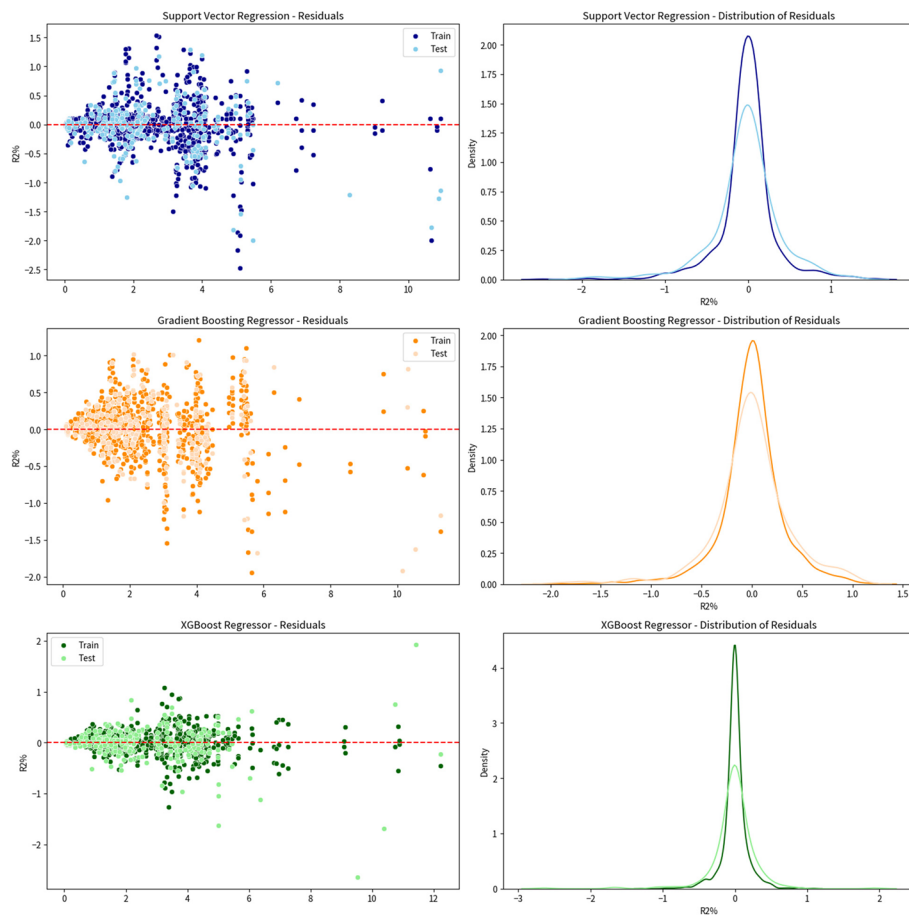 Support Vector Regression - Residuals
1.5
1.0
0.5
0.0
−0.5
−1.0
−1.5
−2.0
−2.5
R2%
Train
Test
0 2 4 6 8 10
Support Vector Regression - Distribution of Residuals
2.00
1.75
1.50
1.25
1.00
0.75
0.50
0.25
0.00
Density
−2 −1 0 1
R2%
Gradient Boosting Regressor - Residuals
1.0
0.5
0.0
−0.5
−1.0
−1.5
−2.0
R2%
Train
Test
0 2 4 6 8 10
Gradient Boosting Regressor - Distribution of Residuals
2.00
1.75
1.50
1.25
1.00
0.75
0.50
0.25
0.00
Density
−2.0 −1.5 −1.0 −0.5 0.0 0.5 1.0 1.5
R2%
XGBoost Regressor - Residuals
2
1
0
−1
−2
R2%
Train
Test
0 2 4 6 8 10 12
XGBoost Regressor - Distribution of Residuals
4
3
2
1
0
Density
−3 −2 −1 0 1 2
R2%